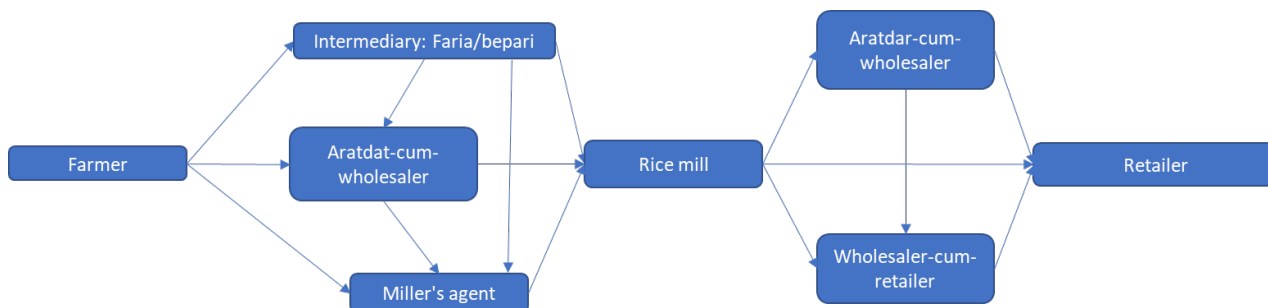 Farmer
Intermediary: Faria/bepari
Aratdat-cum-
wholesaler
Miller's agent
Rice mill
Aratdar-cum-
wholesaler
Wholesaler-cum-
retailer
Retailer